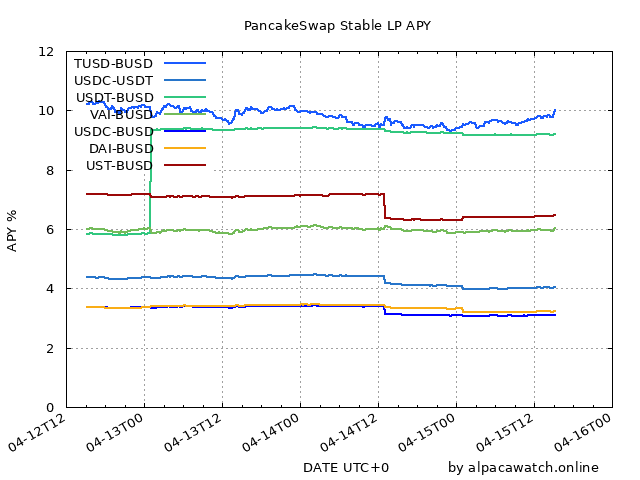 PancakeSwap Stable LP APY
12
10
8
6
4
2
0
APY %
TUSD-BUSD
USDC-USDT
USDT-BUSD
VAI-BUSD
USDC-BUSD
DAI-BUSD
UST-BUSD
04-12T12
04-13T00
04-13T12
04-14T00
04-14T12
04-15T00
04-15T12
04-16T00
DATE UTC+0
by alpacawatch.online